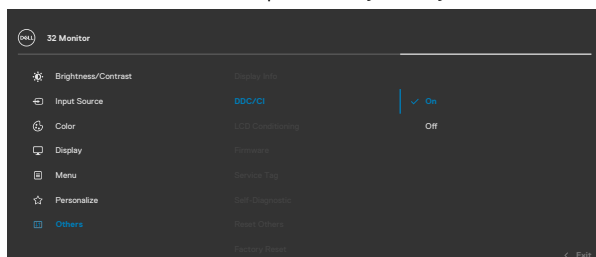 DELL
32 Monitor
Brightness/Contrast
Display Info
Input Source
DDC/CI
On
Color
LCD Conditioning
Off
Display
Firmware
Menu
Service Tag
Personalize
Self-Diagnostic
Others
Reset Others
Factory Reset
Exit